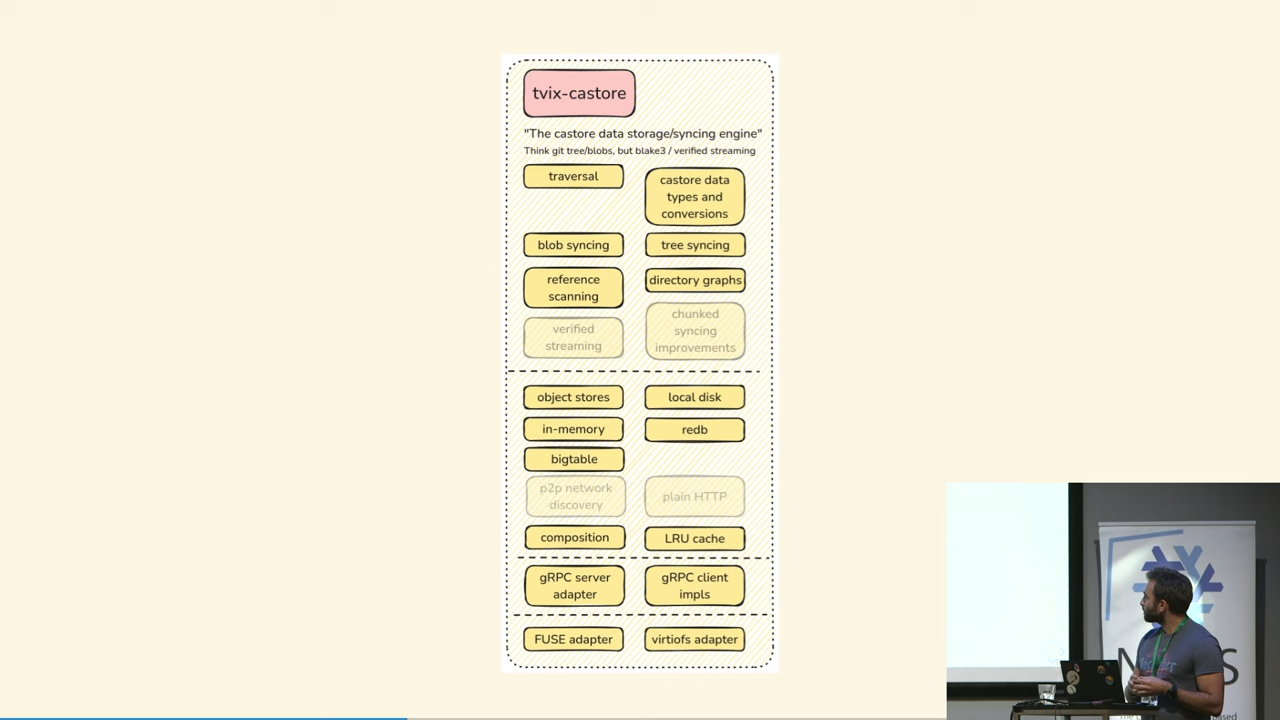 tvix-castore
"The castore data storage/syncing engine"
Think git tree/blobs, but blake3 / verified streaming
traversal
castore data
types and
conversions
blob syncing
tree syncing
reference
scanning
directory graphs
verified
streaming
chunked
syncing
improvements
object stores
local disk
in-memory
redb
bigtable
p2p network
discovery
plain HTTP
composition
LRU cache
gRPC server
adapter
gRPC client
impls
FUSE adapter
virtiofs adapter